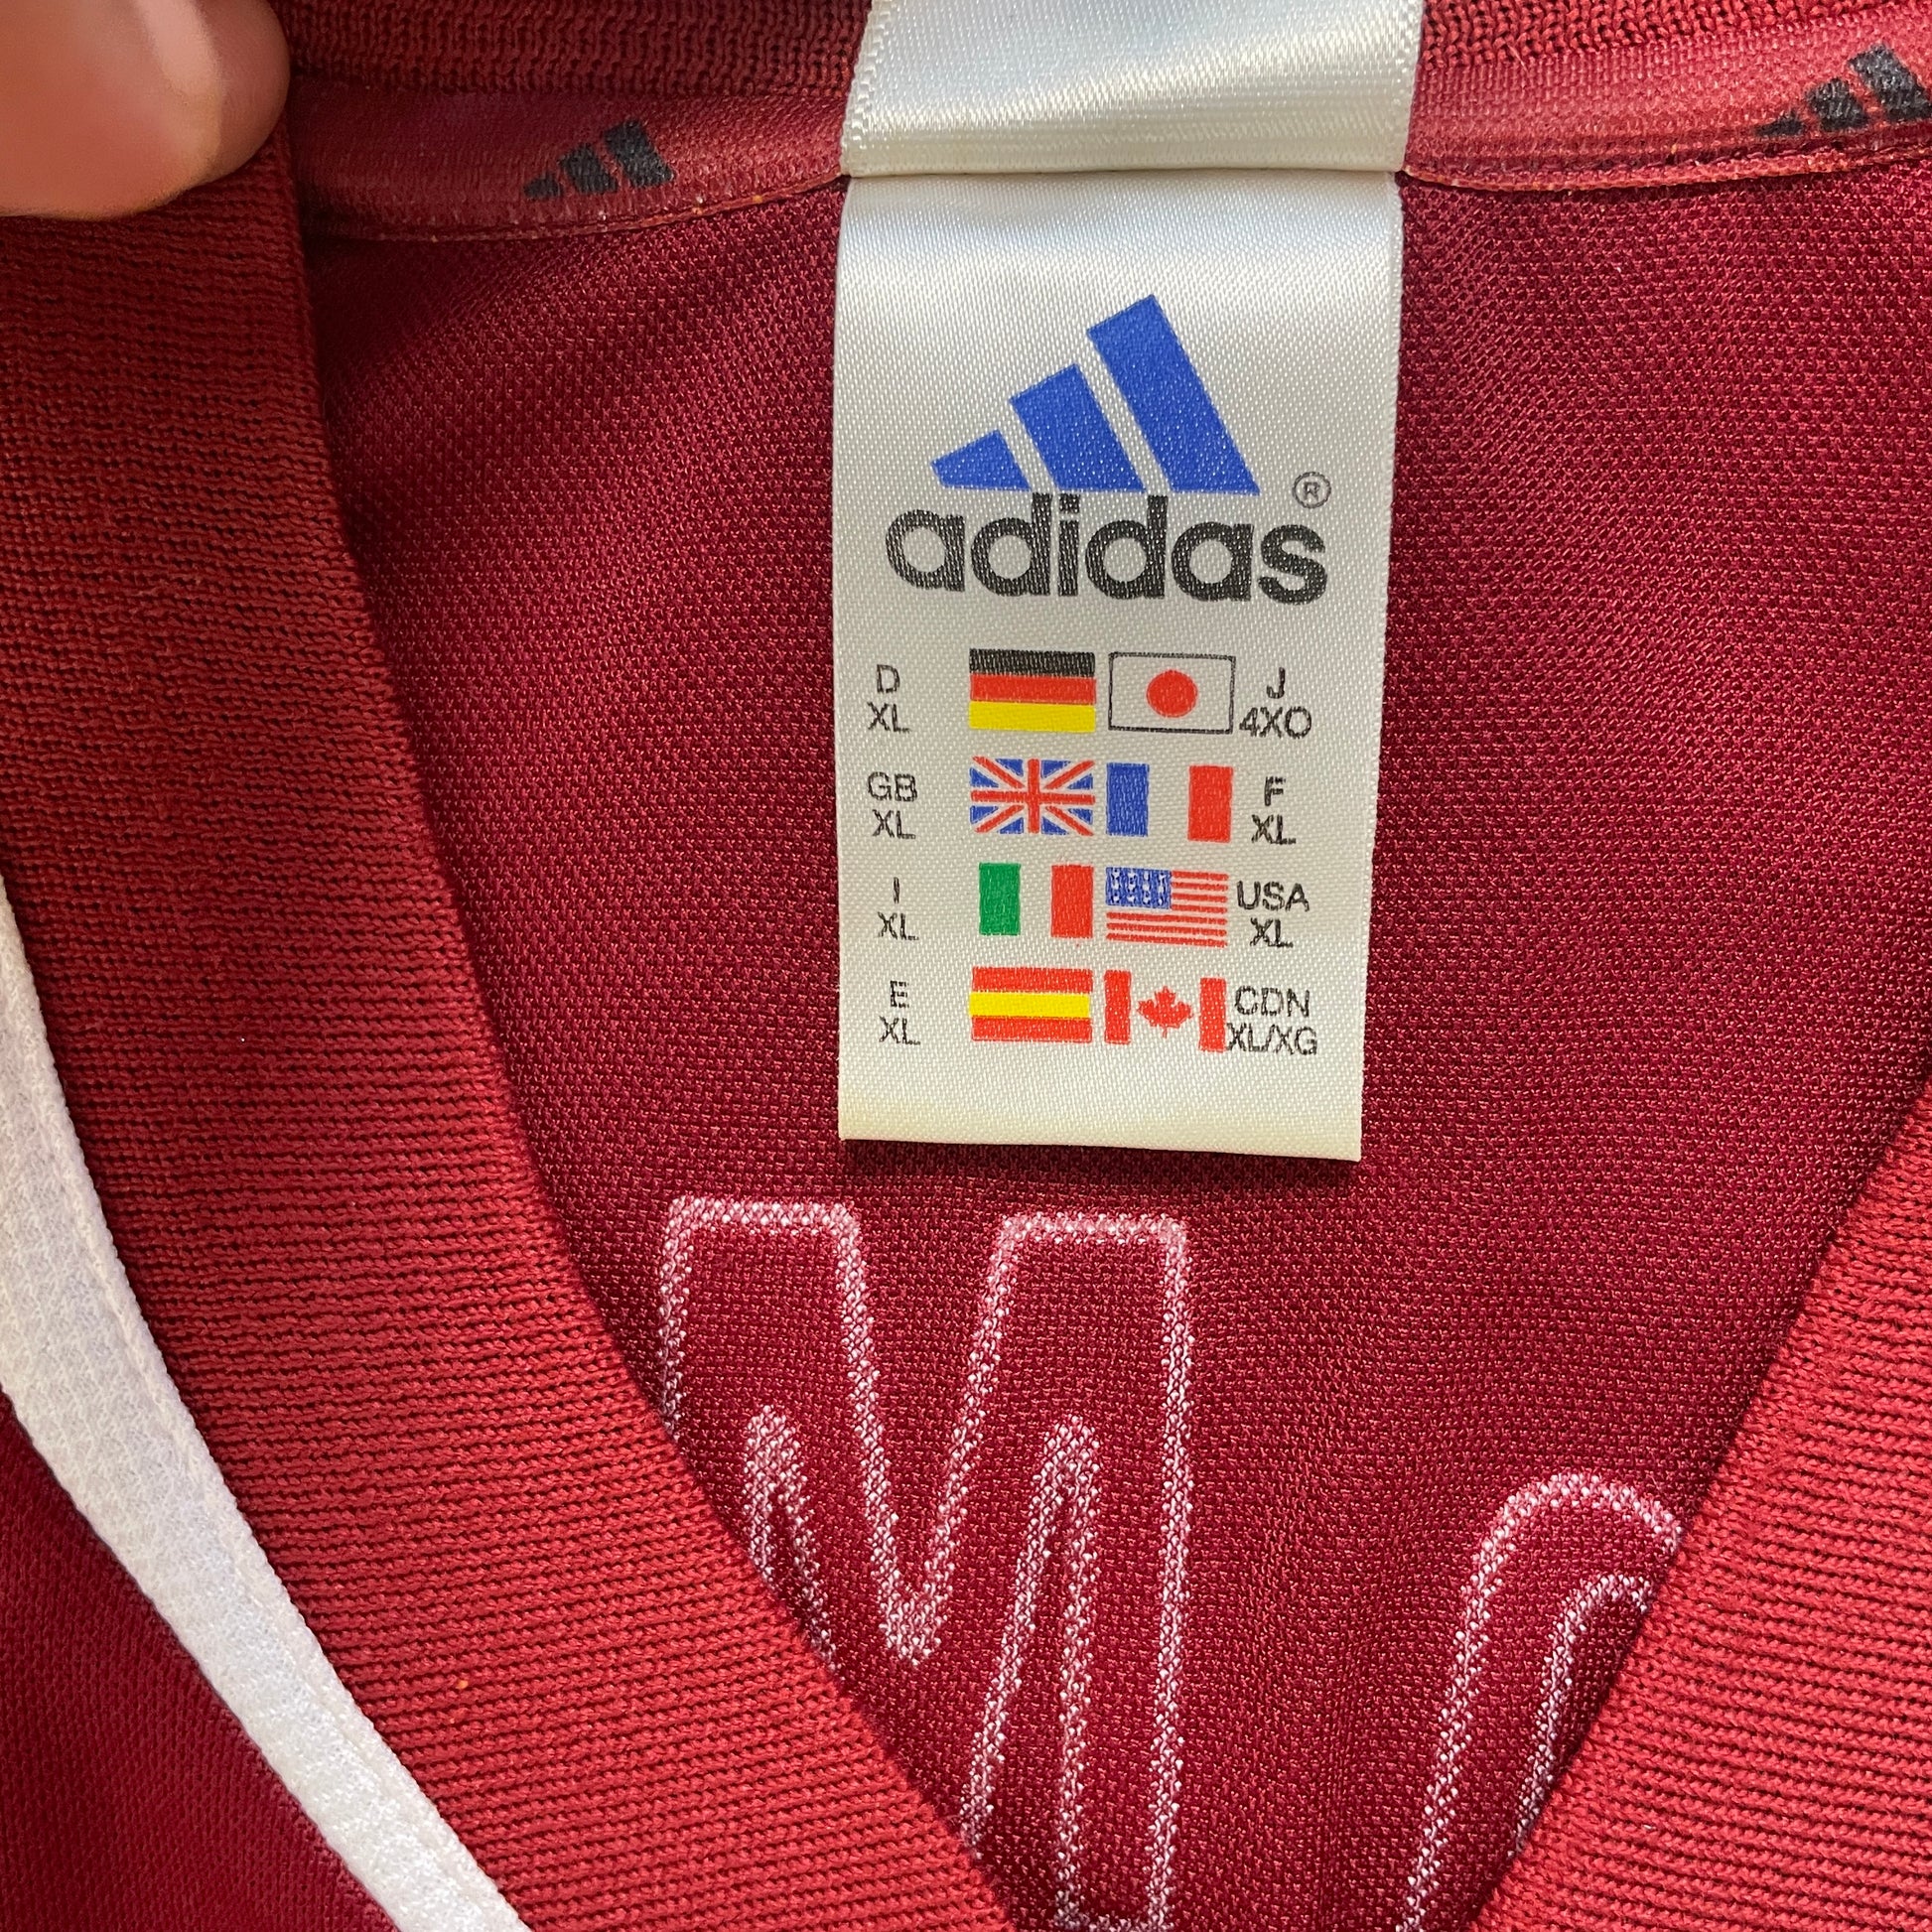 adidas®
D J
XL 4XO
GB F
XL XL
I USA
XL XL
E CDN
XL XL/XG
M